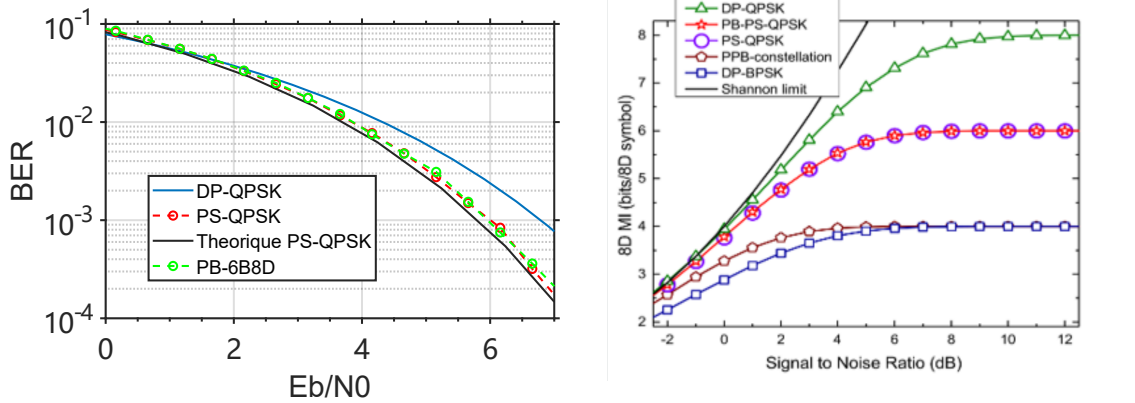 10-1
10-2
10-3
10-4
BER
DP-QPSK
PS-QPSK
Theorique PS-QPSK
PB-6B8D
0 2 4 6
Eb/N0
DP-QPSK
PB-PS-QPSK
PS-QPSK
PPB-constellation
DP-BPSK
Shannon limit
8
7
6
5
4
3
2
8D MI (bits/8D symbol)
-2 0 2 4 6 8 10 12
Signal to Noise Ratio (dB)